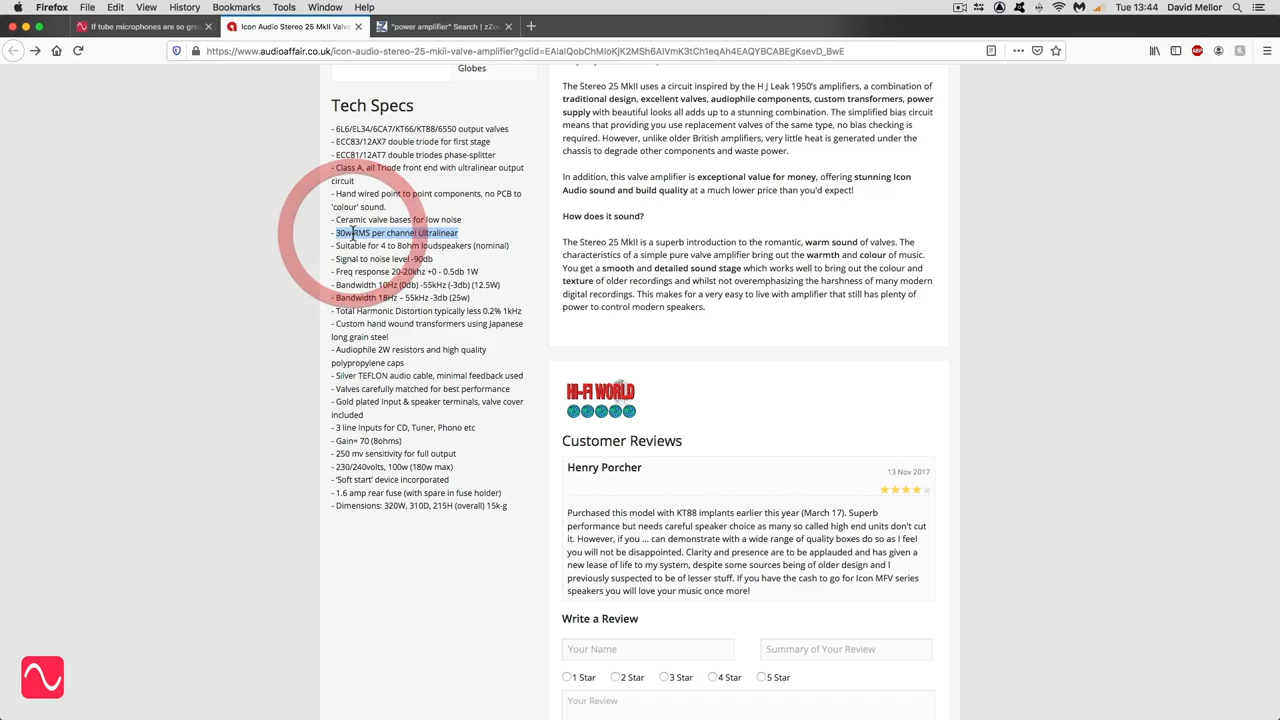 Firefox File Edit View History Bookmarks Tools Window Help
Tue 13:44 David Mellor
If tube microphones are so gre
Icon Audio Stereo 25 MkII Valve
"power amplifier" Search | zZo
https://www.audioaffair.co.uk/icon-audio-stereo-25-mkii-valve-amplifier?gclid=EAIaIQobChMIoKjK2MSh6AIVmK3tCh1eqAh4EAQYBCABEgKsevD_BwE
Globes
Tech Specs
- 6L6/EL34/6CA7/KT66/KT88/6550 output valves
- ECC83/12AX7 double triode for first stage
- ECC81/12AT7 double triodes phase-splitter
- Class A, all Triode front end with ultralinear output
circuit
- Hand wired point to point components, no PCB to
'colour' sound.
- Ceramic valve bases for low noise
- 30w RMS per channel Ultralinear
- Suitable for 4 to 8ohm loudspeakers (nominal)
- Signal to noise level -90db
- Freq response 20-20khz +0 - 0.5db 1W
- Bandwidth 10Hz (0db) -55kHz (-3db) (12.5W)
- Bandwidth 18Hz – 55kHz -3db (25w)
- Total Harmonic Distortion typically less 0.2% 1kHz
- Custom hand wound transformers using Japanese
long grain steel
- Audiophile 2W resistors and high quality
polypropylene caps
- Silver TEFLON audio cable, minimal feedback used
- Valves carefully matched for best performance
- Gold plated Input & speaker terminals, valve cover
included
- 3 line Inputs for CD, Tuner, Phono etc
- Gain= 70 (8ohms)
- 250 mv sensitivity for full output
- 230/240volts, 100w (180w max)
- 'Soft start' device incorporated
- 1.6 amp rear fuse (with spare in fuse holder)
- Dimensions: 320W, 310D, 215H (overall) 15k-g
The Stereo 25 MkII uses a circuit inspired by the H J Leak 1950's amplifiers, a combination of
traditional design, excellent valves, audiophile components, custom transformers, power
supply with beautiful looks all adds up to a stunning combination. The simplified bias circuit
means that providing you use replacement valves of the same type, no bias checking is
required. However, unlike older British amplifiers, very little heat is generated under the
chassis to degrade other components and waste power.
In addition, this valve amplifier is exceptional value for money, offering stunning Icon
Audio sound and build quality at a much lower price than you'd expect!
How does it sound?
The Stereo 25 MkII is a superb introduction to the romantic, warm sound of valves. The
characteristics of a simple pure valve amplifier bring out the warmth and colour of music.
You get a smooth and detailed sound stage which works well to bring out the colour and
texture of older recordings and whilst not overemphasizing the harshness of many modern
digital recordings. This makes for a very easy to live with amplifier that still has plenty of
power to control modern speakers.
HI-FI WORLD
Customer Reviews
Henry Porcher
13 Nov 2017
Purchased this model with KT88 implants earlier this year (March 17). Superb
performance but needs careful speaker choice as many so called high end units don't cut
it. However, if you ... can demonstrate with a wide range of quality boxes do so as I feel
you will not be disappointed. Clarity and presence are to be applauded and has given a
new lease of life to my system, despite some sources being of older design and I
previously suspected to be of lesser stuff. If you have the cash to go for Icon MFV series
speakers you will love your music once more!
Write a Review
Your Name
Summary of Your Review
1 Star 2 Star 3 Star 4 Star 5 Star
Your Review